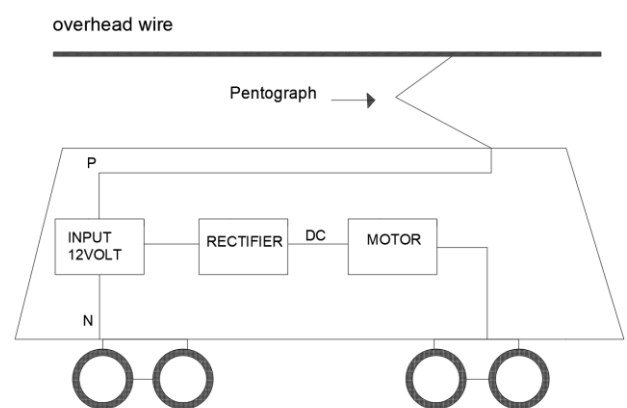 overhead wire
Pentograph
P
INPUT
12VOLT
RECTIFIER
DC
MOTOR
N